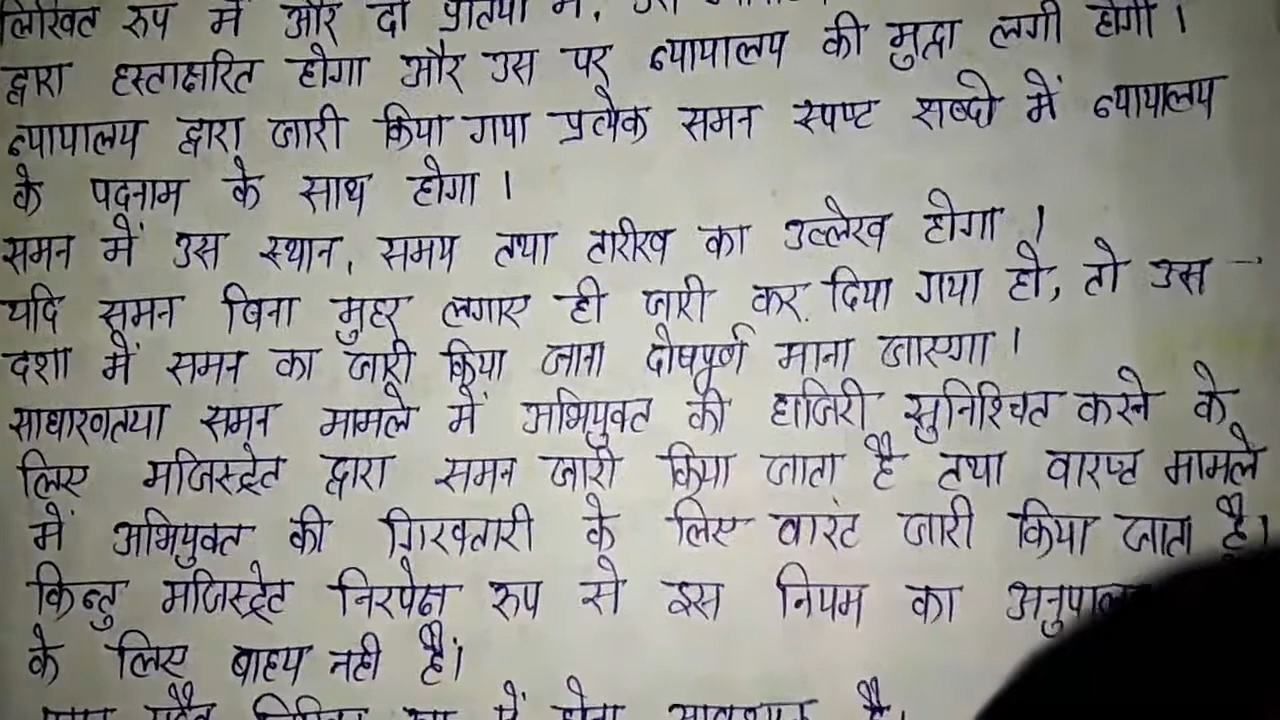 लिखित रूप में और दो प्रतियों में,
द्वारा हस्ताक्षरित होगा और उस पर न्यायालय की मुद्रा लगी होगी ।
न्यायालय द्वारा जारी किया गया प्रत्येक समन स्पष्ट शब्दो में न्यायालय
के पदनाम के साथ होगा ।
समन में उस स्थान, समय तथा तारीख का उल्लेख होगा ।
यदि समन बिना मुहर लगाए ही जारी कर दिया गया हो, तो उस
दशा में समन का जारी किया जाना दोषपूर्ण माना जाएगा ।
साधारणतया समन मामले में अभियुक्त की हाजिरी सुनिश्चित करने के
लिए मजिस्ट्रेट द्वारा समन जारी किया जाता है तथा वारण्ट मामले
में अभियुक्त की गिरफ्तारी के लिए वारंट जारी किया जाता है।
किन्तु मजिस्ट्रेट निरपेक्ष रूप से इस नियम का
के लिए बाह्य नही है।
में होना है।